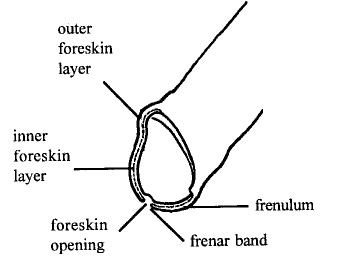 outer
foreskin
layer
inner
foreskin
layer
foreskin
opening
frenar band
frenulum